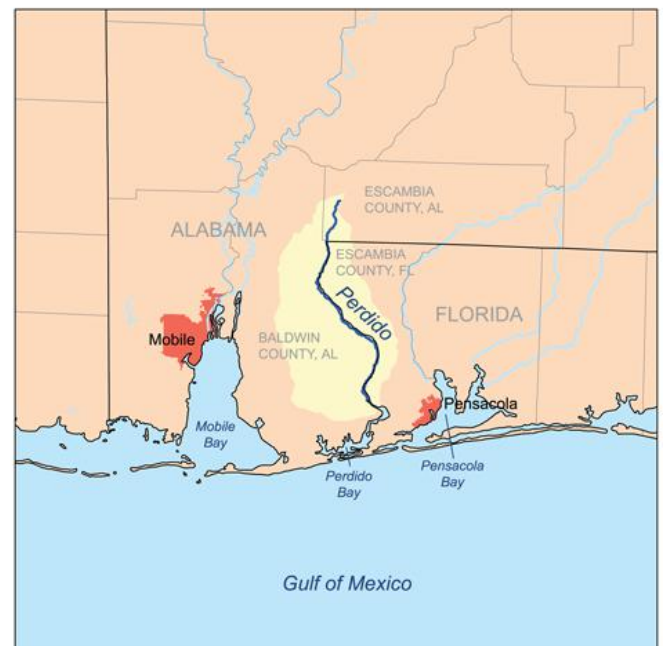 ESCAMBIA
COUNTY, AL
ALABAMA
ESCAMBIA
COUNTY, FL
Perdido
FLORIDA
BALDWIN
COUNTY, AL
Mobile
Pensacola
Mobile
Bay
Perdido
Bay
Pensacola
Bay
Gulf of Mexico